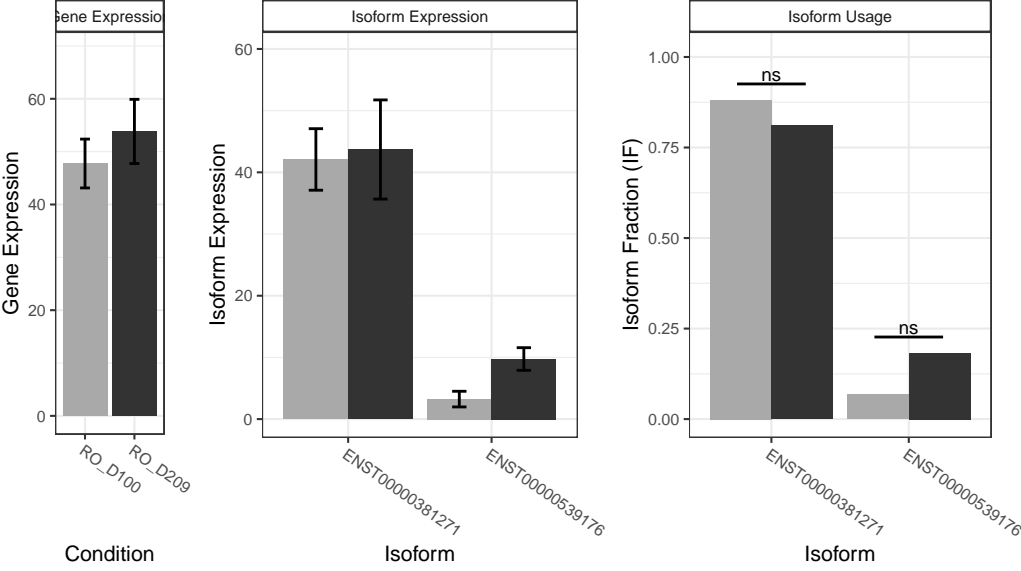 Gene Expression
Isoform Expression
Isoform Usage
Gene Expression
60
40
20
0
RO_D100
RO_D209
Condition
Isoform Expression
60
40
20
0
ENST00000381271
ENST00000539176
Isoform
Isoform Fraction (IF)
1.00
0.75
0.50
0.25
0.00
ns
ns
ENST00000381271
ENST00000539176
Isoform